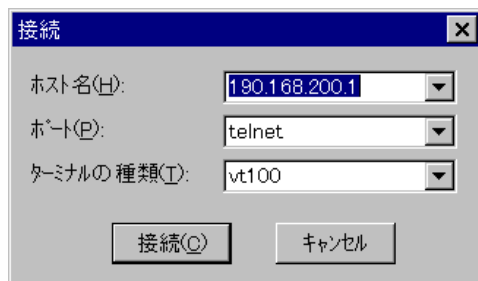 接続
ホスト名(H): 190.168.200.1
ポート(P): telnet
ターミナルの種類(T): vt100
接続(C) キャンセル